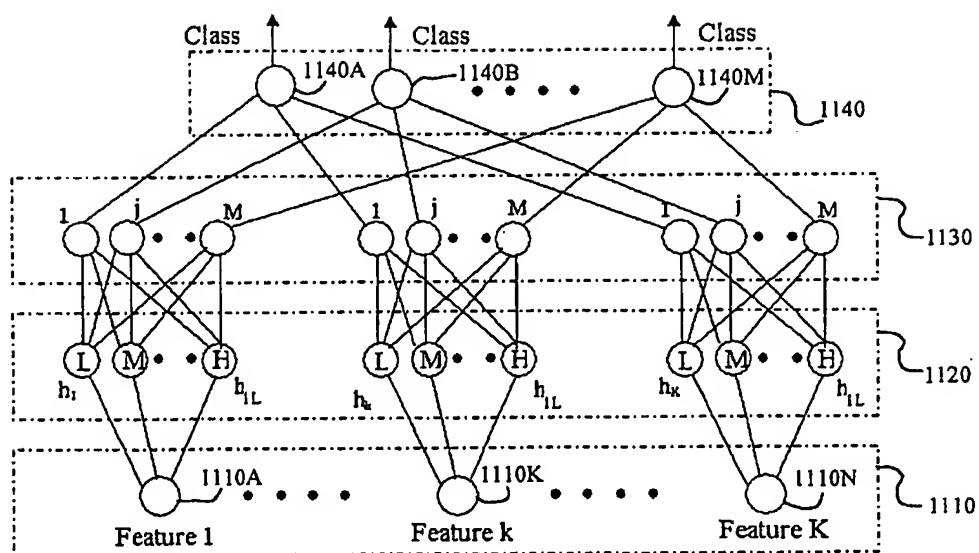 Class Class Class
1140A 1140B 1140M
1140
1 j M 1 j M 1 j M
1130
L M H L M H L M H
h₁ h₁L hₖ h₁L h_K h₁L
1120
1110A 1110K 1110N
1110
Feature 1 Feature k Feature K